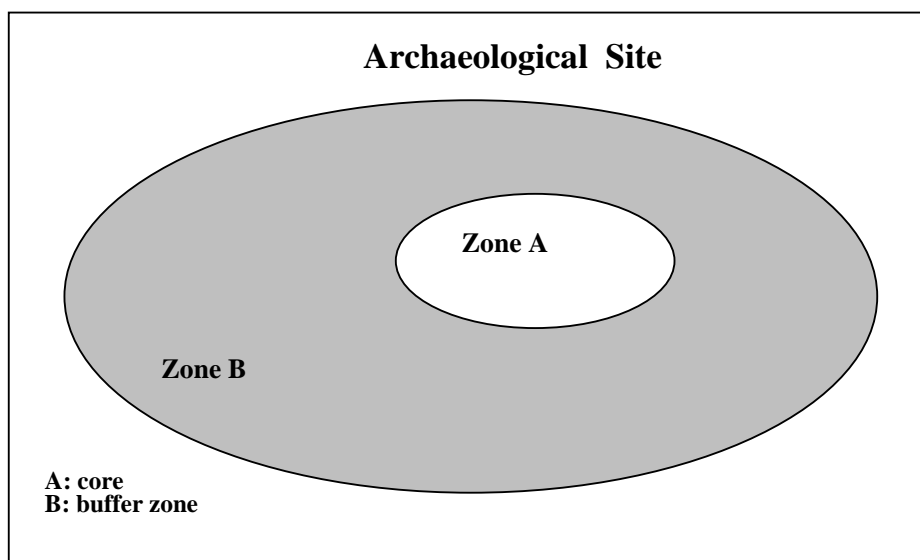 Archaeological Site
Zone A
Zone B
A: core
B: buffer zone